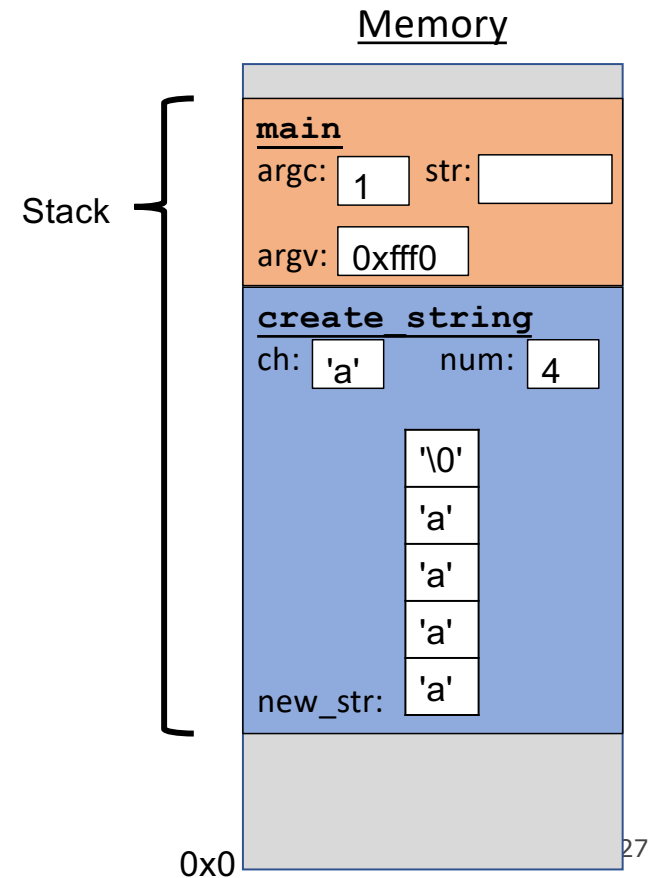 Memory
main
argc: 1 str:
Stack
argv: 0xfff0
create_string
ch: 'a' num: 4
'\0'
'a'
'a'
'a'
new_str: 'a'
0x0
27